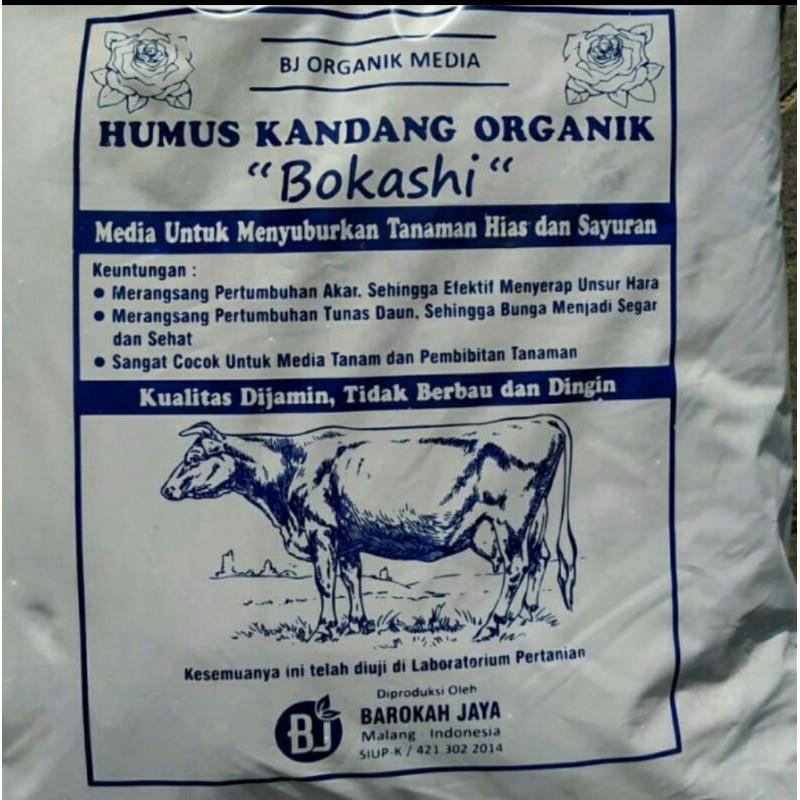 BJ ORGANIK MEDIA
HUMUS KANDANG ORGANIK
“Bokashi“
Media Untuk Menyuburkan Tanaman Hias dan Sayuran
Keuntungan :
● Merangsang Pertumbuhan Akar. Sehingga Efektif Menyerap Unsur Hara
● Merangsang Pertumbuhan Tunas Daun, Sehingga Bunga Menjadi Segar
dan Sehat
● Sangat Cocok Untuk Media Tanam dan Pembibitan Tanaman
Kualitas Dijamin, Tidak Berbau dan Dingin
Kesemuanya ini telah diuji di Laboratorium Pertanian
Diproduksi Oleh
BJ
BAROKAH JAYA
Malang - Indonesia
SIUP-K / 421.302.2014